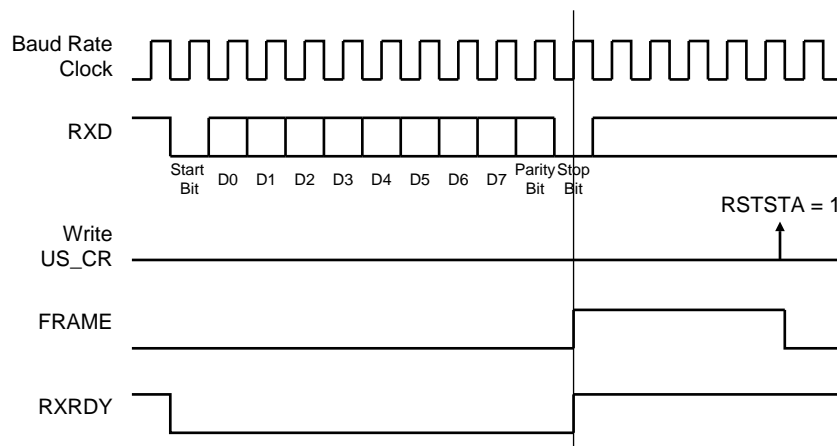 Baud Rate
Clock
RXD
Start
Bit
D0 D1 D2 D3 D4 D5 D6 D7
Parity
Bit
Stop
Bit
RSTSTA = 1
Write
US_CR
FRAME
RXRDY